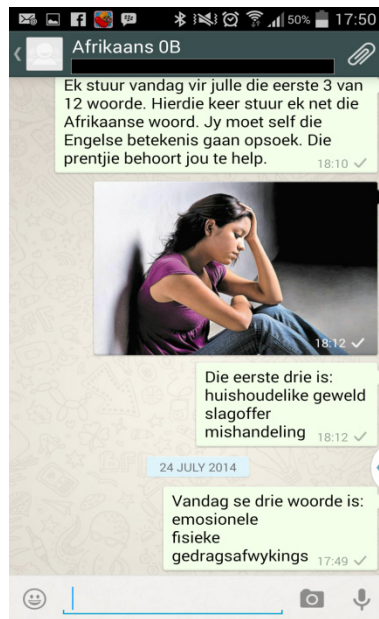 50% 17:50
Afrikaans 0B
Ek stuur vandag vir julle die eerste 3 van
12 woorde. Hierdie keer stuur ek net die
Afrikaanse woord. Jy moet self die
Engelse betekenis gaan opsoek. Die
prentjie behoort jou te help. 18:10
18:12
Die eerste drie is:
huishoudelike geweld
slagoffer
mishandeling 18:12
24 JULY 2014
Vandag se drie woorde is:
emosionele
fisieke
gedragsafwykings 17:49